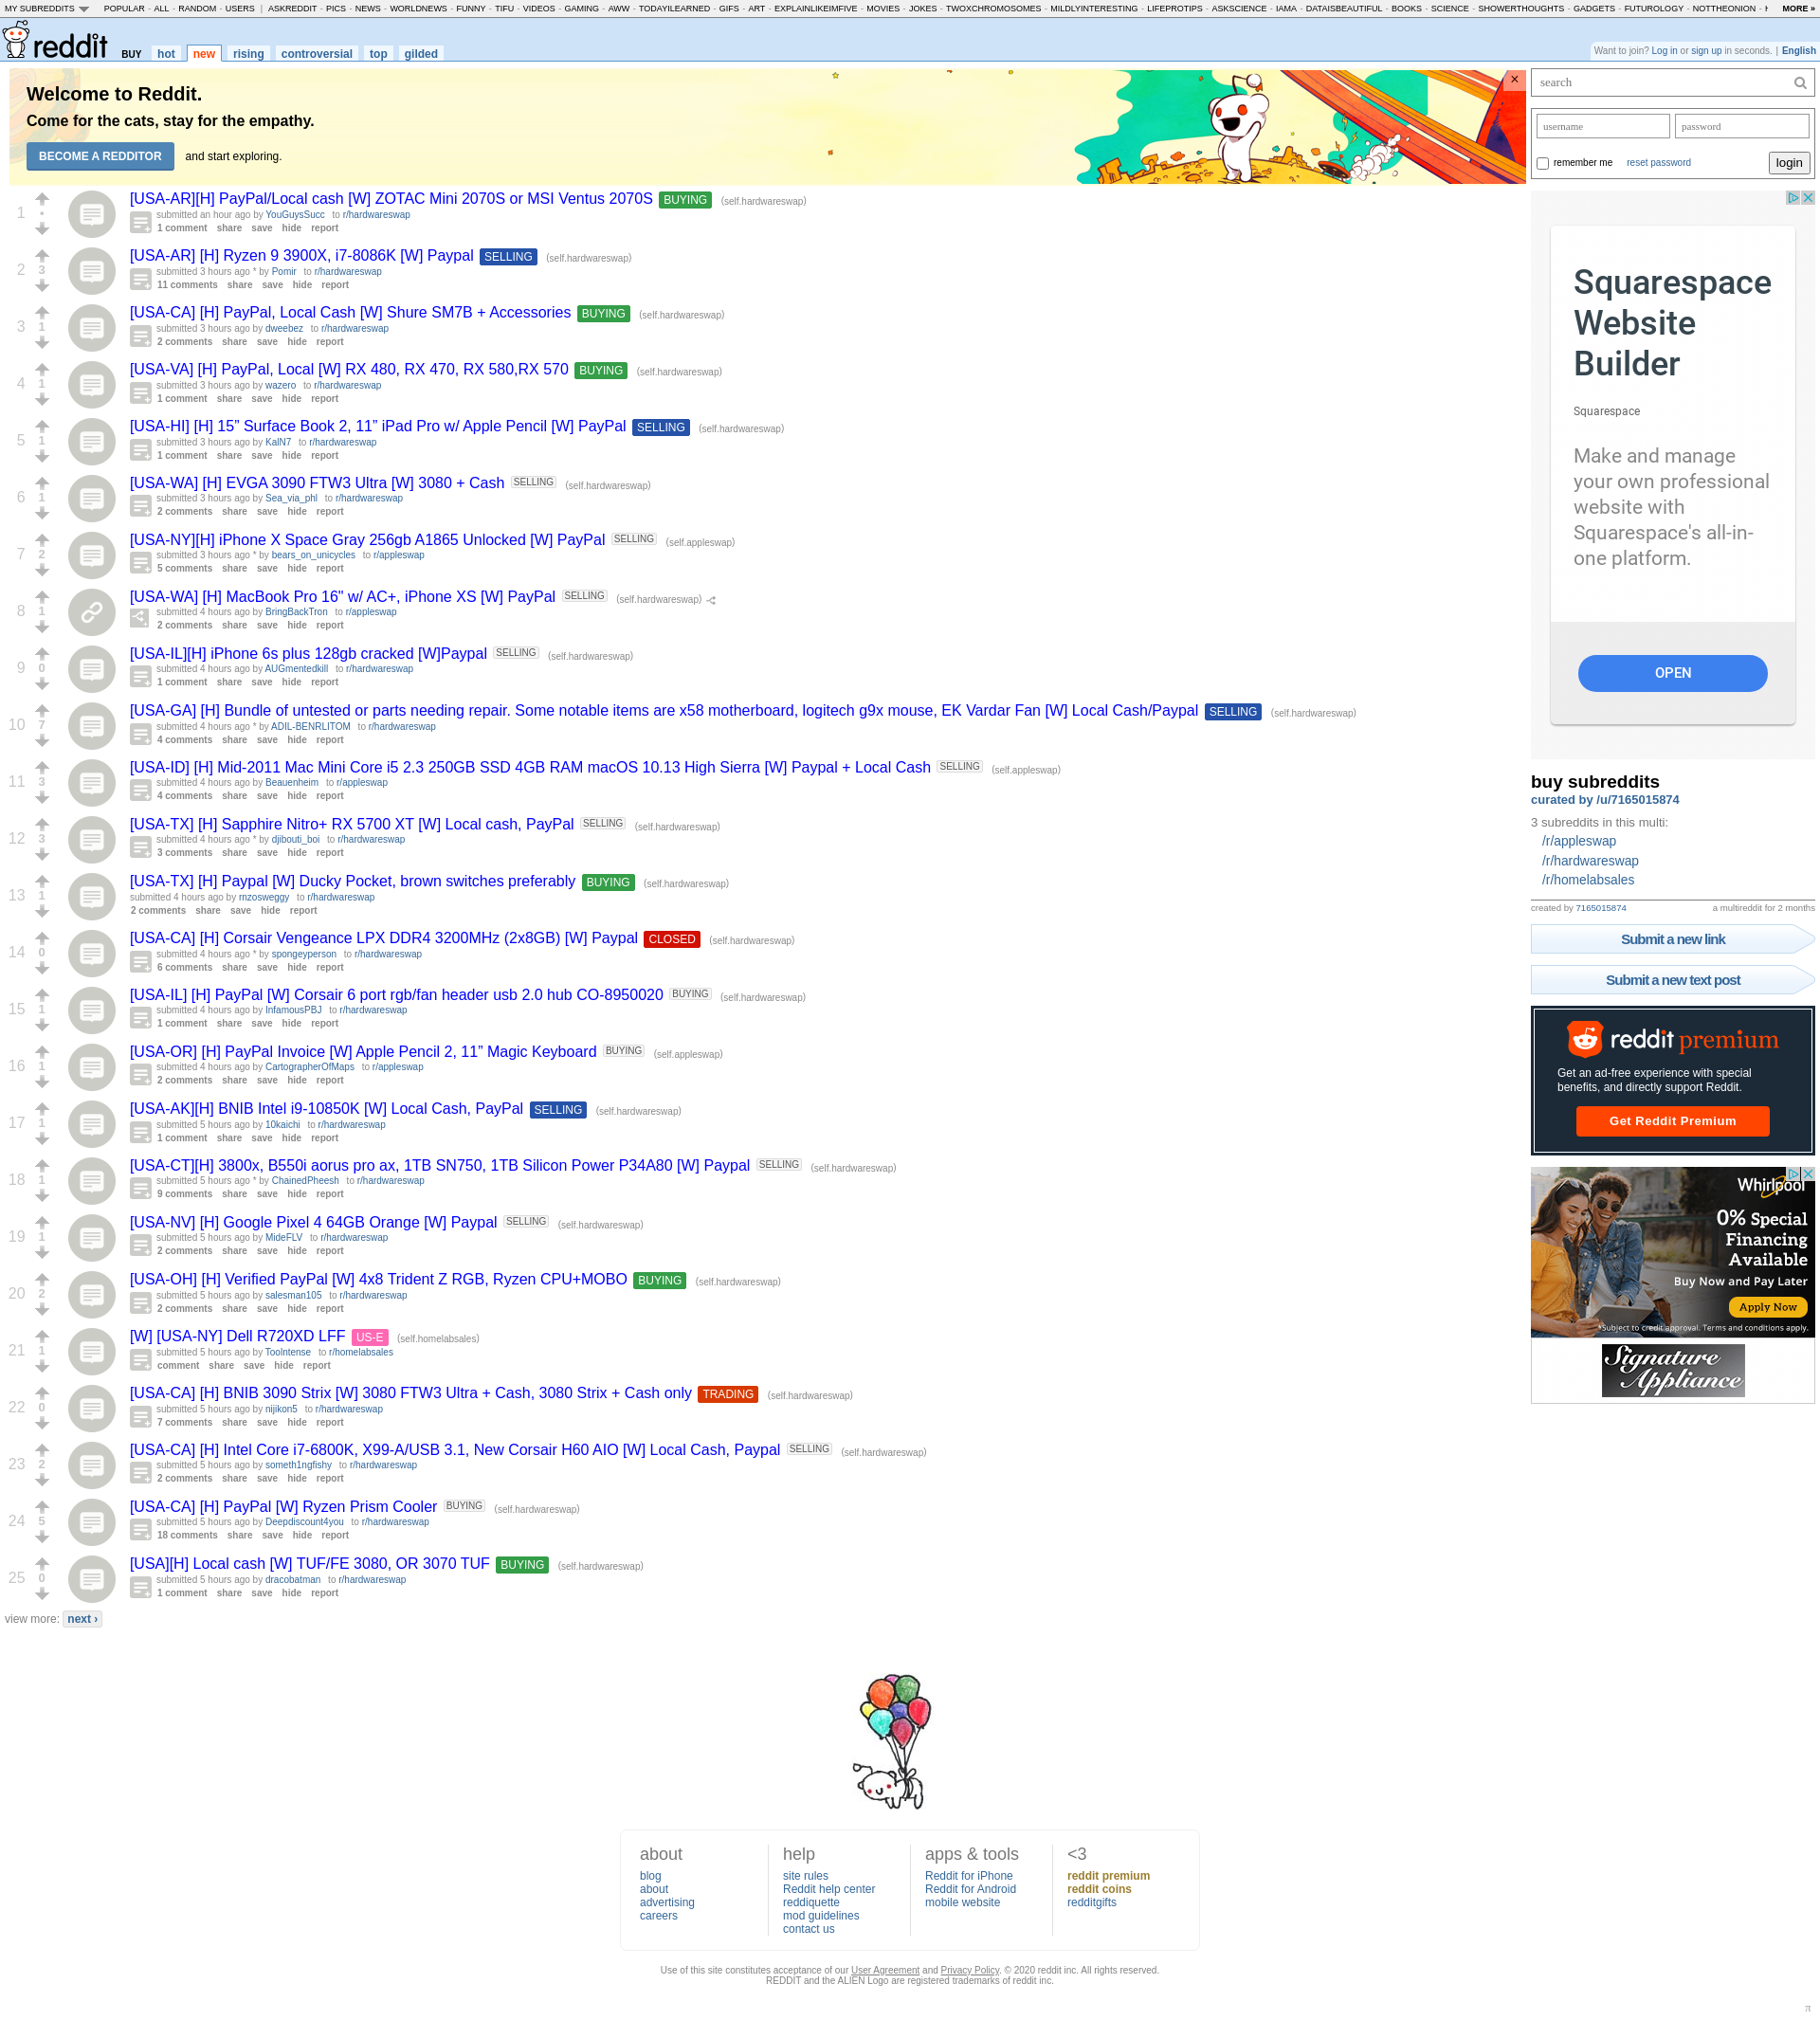 MY SUBREDDITS POPULAR - ALL - RANDOM - USERS | ASKREDDIT - PICS - NEWS - WORLDNEWS - FUNNY - TIFU - VIDEOS - GAMING - AWW - TODAYILEARNED - GIFS - ART - EXPLAINLIKEIMFIVE - MOVIES - JOKES - TWOXCHROMOSOMES - MILDLYINTERESTING - LIFEPROTIPS - ASKSCIENCE - IAMA - DATAISBEAUTIFUL - BOOKS - SCIENCE - SHOWERTHOUGHTS - GADGETS - FUTUROLOGY - NOTTHEONION - MORE »
reddit BUY hot new rising controversial top gilded
Want to join? Log in or sign up in seconds. | English
Welcome to Reddit.
Come for the cats, stay for the empathy.
BECOME A REDDITOR and start exploring.
×
1
•
[USA-AR][H] PayPal/Local cash [W] ZOTAC Mini 2070S or MSI Ventus 2070S BUYING (self.hardwareswap)
submitted an hour ago by YouGuysSucc to r/hardwareswap
1 comment share save hide report
2
3
[USA-AR] [H] Ryzen 9 3900X, i7-8086K [W] Paypal SELLING (self.hardwareswap)
submitted 3 hours ago * by Pomir to r/hardwareswap
11 comments share save hide report
3
1
[USA-CA] [H] PayPal, Local Cash [W] Shure SM7B + Accessories BUYING (self.hardwareswap)
submitted 3 hours ago by dweebez to r/hardwareswap
2 comments share save hide report
4
1
[USA-VA] [H] PayPal, Local [W] RX 480, RX 470, RX 580,RX 570 BUYING (self.hardwareswap)
submitted 3 hours ago by wazero to r/hardwareswap
1 comment share save hide report
5
1
[USA-HI] [H] 15” Surface Book 2, 11” iPad Pro w/ Apple Pencil [W] PayPal SELLING (self.hardwareswap)
submitted 3 hours ago by KalN7 to r/hardwareswap
1 comment share save hide report
6
1
[USA-WA] [H] EVGA 3090 FTW3 Ultra [W] 3080 + Cash SELLING (self.hardwareswap)
submitted 3 hours ago by Sea_via_phl to r/hardwareswap
2 comments share save hide report
7
2
[USA-NY][H] iPhone X Space Gray 256gb A1865 Unlocked [W] PayPal SELLING (self.appleswap)
submitted 3 hours ago * by bears_on_unicycles to r/appleswap
5 comments share save hide report
8
1
[USA-WA] [H] MacBook Pro 16" w/ AC+, iPhone XS [W] PayPal SELLING (self.hardwareswap)
submitted 4 hours ago by BringBackTron to r/appleswap
2 comments share save hide report
9
0
[USA-IL][H] iPhone 6s plus 128gb cracked [W]Paypal SELLING (self.hardwareswap)
submitted 4 hours ago by AUGmentedkill to r/hardwareswap
1 comment share save hide report
10
7
[USA-GA] [H] Bundle of untested or parts needing repair. Some notable items are x58 motherboard, logitech g9x mouse, EK Vardar Fan [W] Local Cash/Paypal SELLING (self.hardwareswap)
submitted 4 hours ago * by ADIL-BENRLITOM to r/hardwareswap
4 comments share save hide report
11
3
[USA-ID] [H] Mid-2011 Mac Mini Core i5 2.3 250GB SSD 4GB RAM macOS 10.13 High Sierra [W] Paypal + Local Cash SELLING (self.appleswap)
submitted 4 hours ago by Beauenheim to r/appleswap
4 comments share save hide report
12
3
[USA-TX] [H] Sapphire Nitro+ RX 5700 XT [W] Local cash, PayPal SELLING (self.hardwareswap)
submitted 4 hours ago * by djibouti_boi to r/hardwareswap
3 comments share save hide report
13
1
[USA-TX] [H] Paypal [W] Ducky Pocket, brown switches preferably BUYING (self.hardwareswap)
submitted 4 hours ago by rnzosweggy to r/hardwareswap
2 comments share save hide report
14
0
[USA-CA] [H] Corsair Vengeance LPX DDR4 3200MHz (2x8GB) [W] Paypal CLOSED (self.hardwareswap)
submitted 4 hours ago * by spongeyperson to r/hardwareswap
6 comments share save hide report
15
1
[USA-IL] [H] PayPal [W] Corsair 6 port rgb/fan header usb 2.0 hub CO-8950020 BUYING (self.hardwareswap)
submitted 4 hours ago by InfamousPBJ to r/hardwareswap
1 comment share save hide report
16
1
[USA-OR] [H] PayPal Invoice [W] Apple Pencil 2, 11” Magic Keyboard BUYING (self.appleswap)
submitted 4 hours ago by CartographerOfMaps to r/appleswap
2 comments share save hide report
17
1
[USA-AK][H] BNIB Intel i9-10850K [W] Local Cash, PayPal SELLING (self.hardwareswap)
submitted 5 hours ago by 10kaichi to r/hardwareswap
1 comment share save hide report
18
1
[USA-CT][H] 3800x, B550i aorus pro ax, 1TB SN750, 1TB Silicon Power P34A80 [W] Paypal SELLING (self.hardwareswap)
submitted 5 hours ago * by ChainedPheesh to r/hardwareswap
9 comments share save hide report
19
1
[USA-NV] [H] Google Pixel 4 64GB Orange [W] Paypal SELLING (self.hardwareswap)
submitted 5 hours ago by MideFLV to r/hardwareswap
2 comments share save hide report
20
2
[USA-OH] [H] Verified PayPal [W] 4x8 Trident Z RGB, Ryzen CPU+MOBO BUYING (self.hardwareswap)
submitted 5 hours ago by salesman105 to r/hardwareswap
2 comments share save hide report
21
1
[W] [USA-NY] Dell R720XD LFF US-E (self.homelabsales)
submitted 5 hours ago by Toolntense to r/homelabsales
comment share save hide report
22
0
[USA-CA] [H] BNIB 3090 Strix [W] 3080 FTW3 Ultra + Cash, 3080 Strix + Cash only TRADING (self.hardwareswap)
submitted 5 hours ago by nijikon5 to r/hardwareswap
7 comments share save hide report
23
2
[USA-CA] [H] Intel Core i7-6800K, X99-A/USB 3.1, New Corsair H60 AIO [W] Local Cash, Paypal SELLING (self.hardwareswap)
submitted 5 hours ago by someth1ngfishy to r/hardwareswap
2 comments share save hide report
24
5
[USA-CA] [H] PayPal [W] Ryzen Prism Cooler BUYING (self.hardwareswap)
submitted 5 hours ago by Deepdiscount4you to r/hardwareswap
18 comments share save hide report
25
0
[USA][H] Local cash [W] TUF/FE 3080, OR 3070 TUF BUYING (self.hardwareswap)
submitted 5 hours ago by dracobatman to r/hardwareswap
1 comment share save hide report
view more: next ›
search
username password
remember me reset password login
Squarespace
Website
Builder
Squarespace
Make and manage
your own professional
website with
Squarespace's all-in-
one platform.
OPEN
buy subreddits
curated by /u/7165015874
3 subreddits in this multi:
/r/appleswap
/r/hardwareswap
/r/homelabsales
created by 7165015874 a multireddit for 2 months
Submit a new link
Submit a new text post
reddit premium
Get an ad-free experience with special
benefits, and directly support Reddit.
Get Reddit Premium
Whirlpool
0% Special
Financing
Available
Buy Now and Pay Later
Apply Now
*Subject to credit approval. Terms and conditions apply.
Signature
Appliance
about
blog
about
advertising
careers
help
site rules
Reddit help center
reddiquette
mod guidelines
contact us
apps & tools
Reddit for iPhone
Reddit for Android
mobile website
<3
reddit premium
reddit coins
redditgifts
Use of this site constitutes acceptance of our User Agreement and Privacy Policy. © 2020 reddit inc. All rights reserved.
REDDIT and the ALIEN Logo are registered trademarks of reddit inc.
π